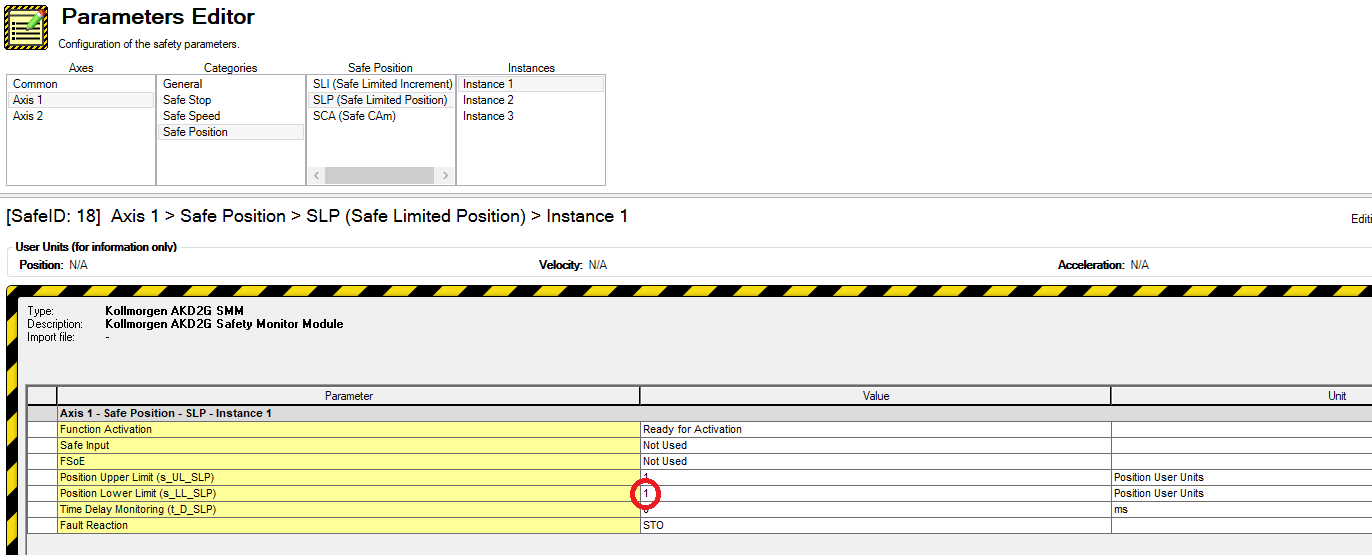 Parameters Editor
Configuration of the safety parameters.
Axes Categories Safe Position Instances
Common General SLI (Safe Limited Increment) Instance 1
Axis 1 Safe Stop SLP (Safe Limited Position) Instance 2
Axis 2 Safe Speed SCA (Safe CAm) Instance 3
Safe Position
[SafeID: 18] Axis 1 > Safe Position > SLP (Safe Limited Position) > Instance 1
Editi
User Units (for information only)
Position: N/A Velocity: N/A Acceleration: N/A
Type: Kollmorgen AKD2G SMM
Description: Kollmorgen AKD2G Safety Monitor Module
Import file: -
Parameter Value Unit
Axis 1 - Safe Position - SLP - Instance 1
Function Activation Ready for Activation
Safe Input Not Used
FSoE Not Used
Position Upper Limit (s_UL_SLP) 1 Position User Units
Position Lower Limit (s_LL_SLP) 1 Position User Units
Time Delay Monitoring (t_D_SLP) ms
Fault Reaction STO